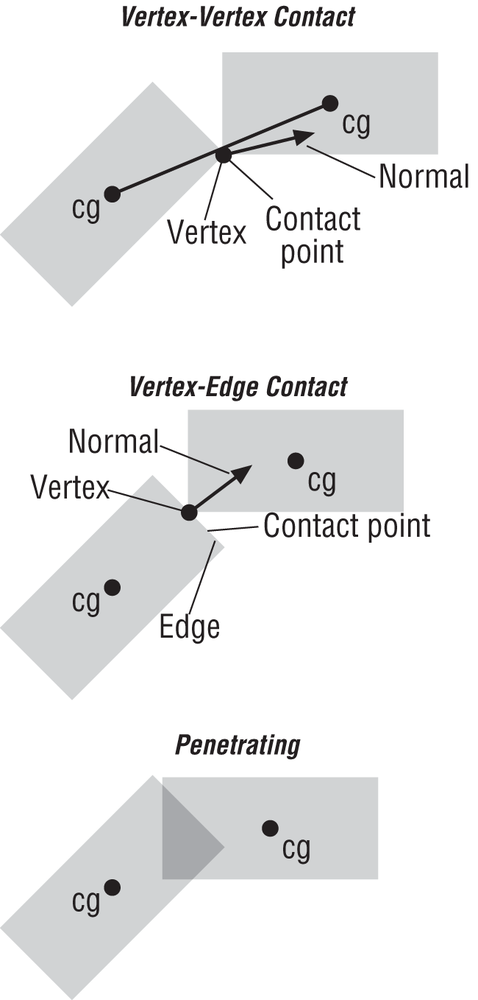 Vertex-Vertex Contact
cg
Normal
cg
Vertex
Contact
point
Vertex-Edge Contact
Normal
cg
Vertex
Contact point
cg
Edge
Penetrating
cg
cg